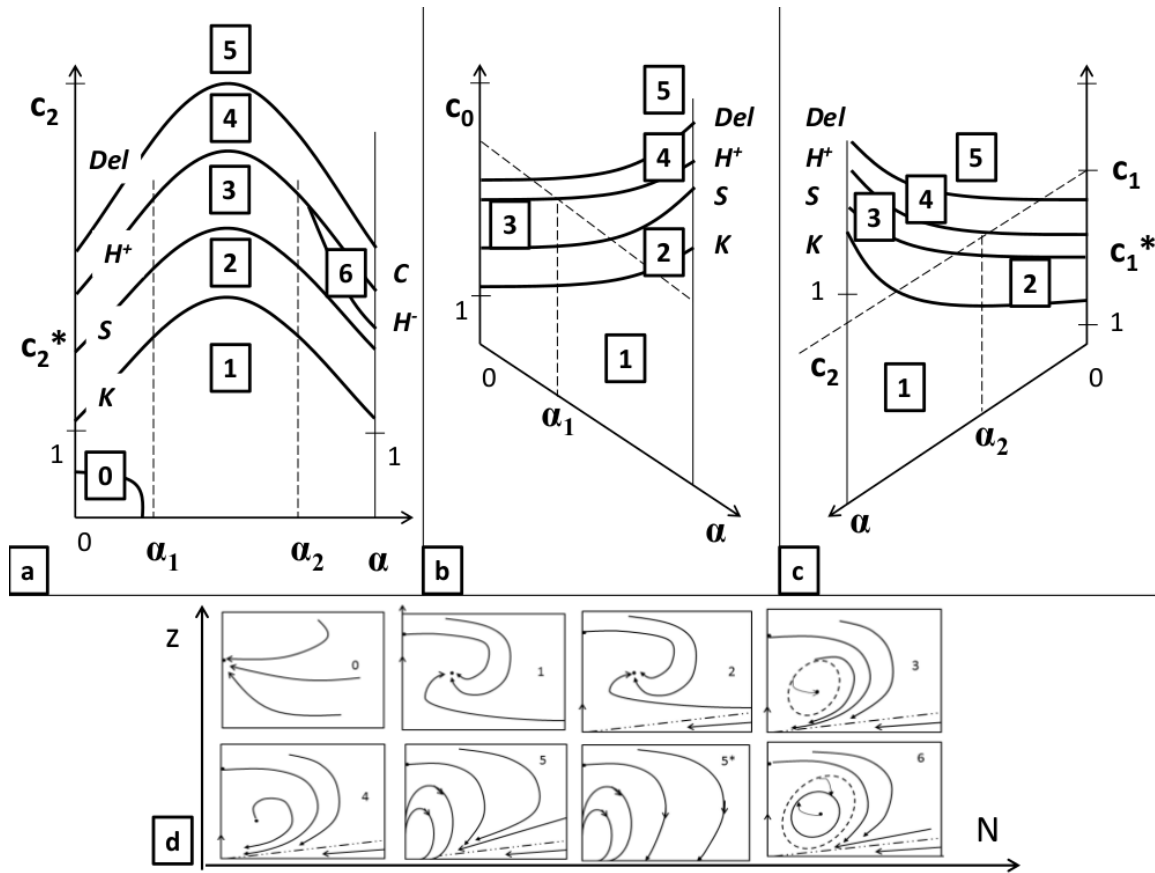 5
c₂
4
Del
3
H⁺
2
6
C
S
H⁻
c₂*
K
1
1
1
0
0
α₁
α₂
α
a
5
c₀
Del
4
H⁺
S
3
2
K
1
1
0
α₁
α
b
Del
5
H⁺
c₁
S
4
3
K
c₁*
2
1
1
c₂
0
1
α₂
α
c
z
0
1
2
3
4
5
5*
6
N
d